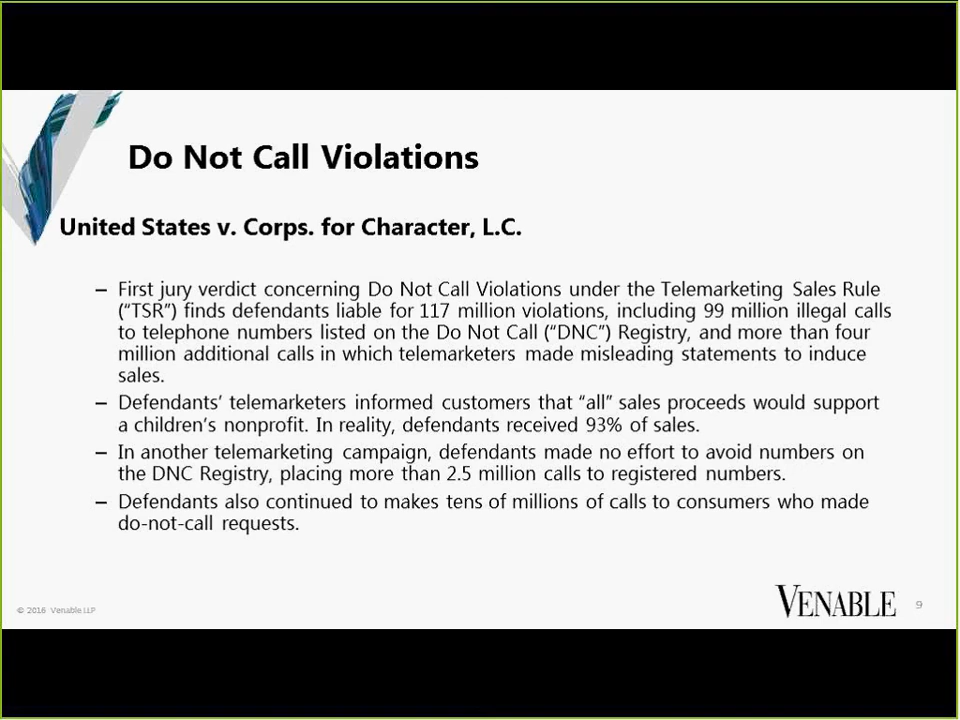 Do Not Call Violations
United States v. Corps. for Character, L.C.
– First jury verdict concerning Do Not Call Violations under the Telemarketing Sales Rule
(“TSR”) finds defendants liable for 117 million violations, including 99 million illegal calls
to telephone numbers listed on the Do Not Call (“DNC”) Registry, and more than four
million additional calls in which telemarketers made misleading statements to induce
sales.
– Defendants’ telemarketers informed customers that “all” sales proceeds would support
a children’s nonprofit. In reality, defendants received 93% of sales.
– In another telemarketing campaign, defendants made no effort to avoid numbers on
the DNC Registry, placing more than 2.5 million calls to registered numbers.
– Defendants also continued to makes tens of millions of calls to consumers who made
do-not-call requests.
© 2016 Venable LLP
VENABLE
9